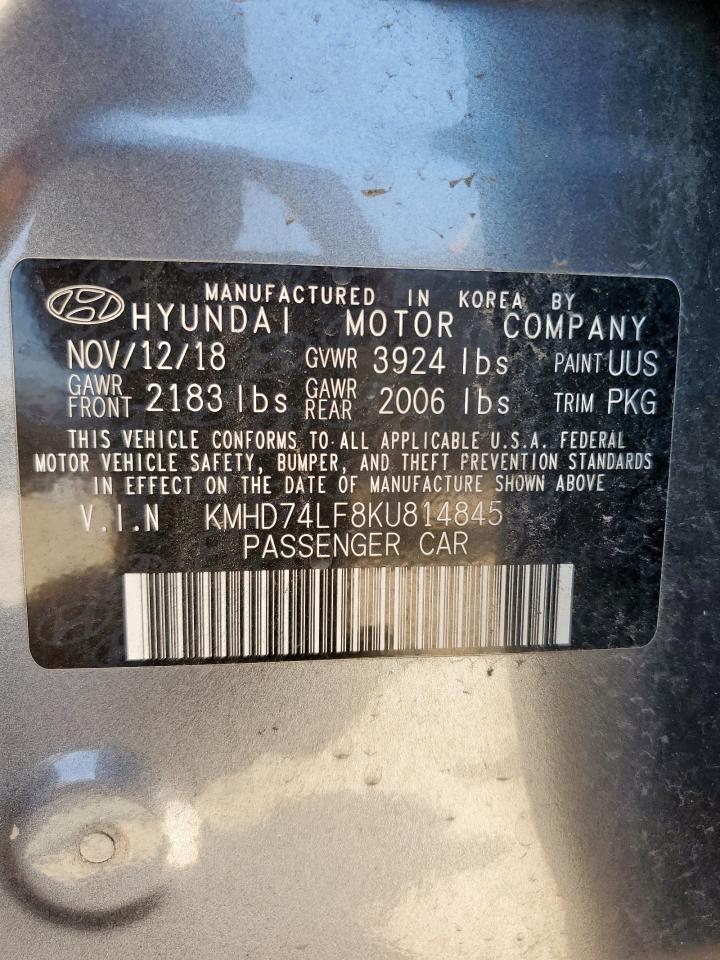 MANUFACTURED IN KOREA BY
HYUNDAI MOTOR COMPANY
NOV/12/18 GVWR 3924 lbs PAINT UUS
GAWR FRONT 2183 lbs GAWR REAR 2006 lbs TRIM PKG
THIS VEHICLE CONFORMS TO ALL APPLICABLE U.S.A. FEDERAL
MOTOR VEHICLE SAFETY, BUMPER, AND THEFT PREVENTION STANDARDS
IN EFFECT ON THE DATE OF MANUFACTURE SHOWN ABOVE
V.I.N KMHD74LF8KU814845
PASSENGER CAR